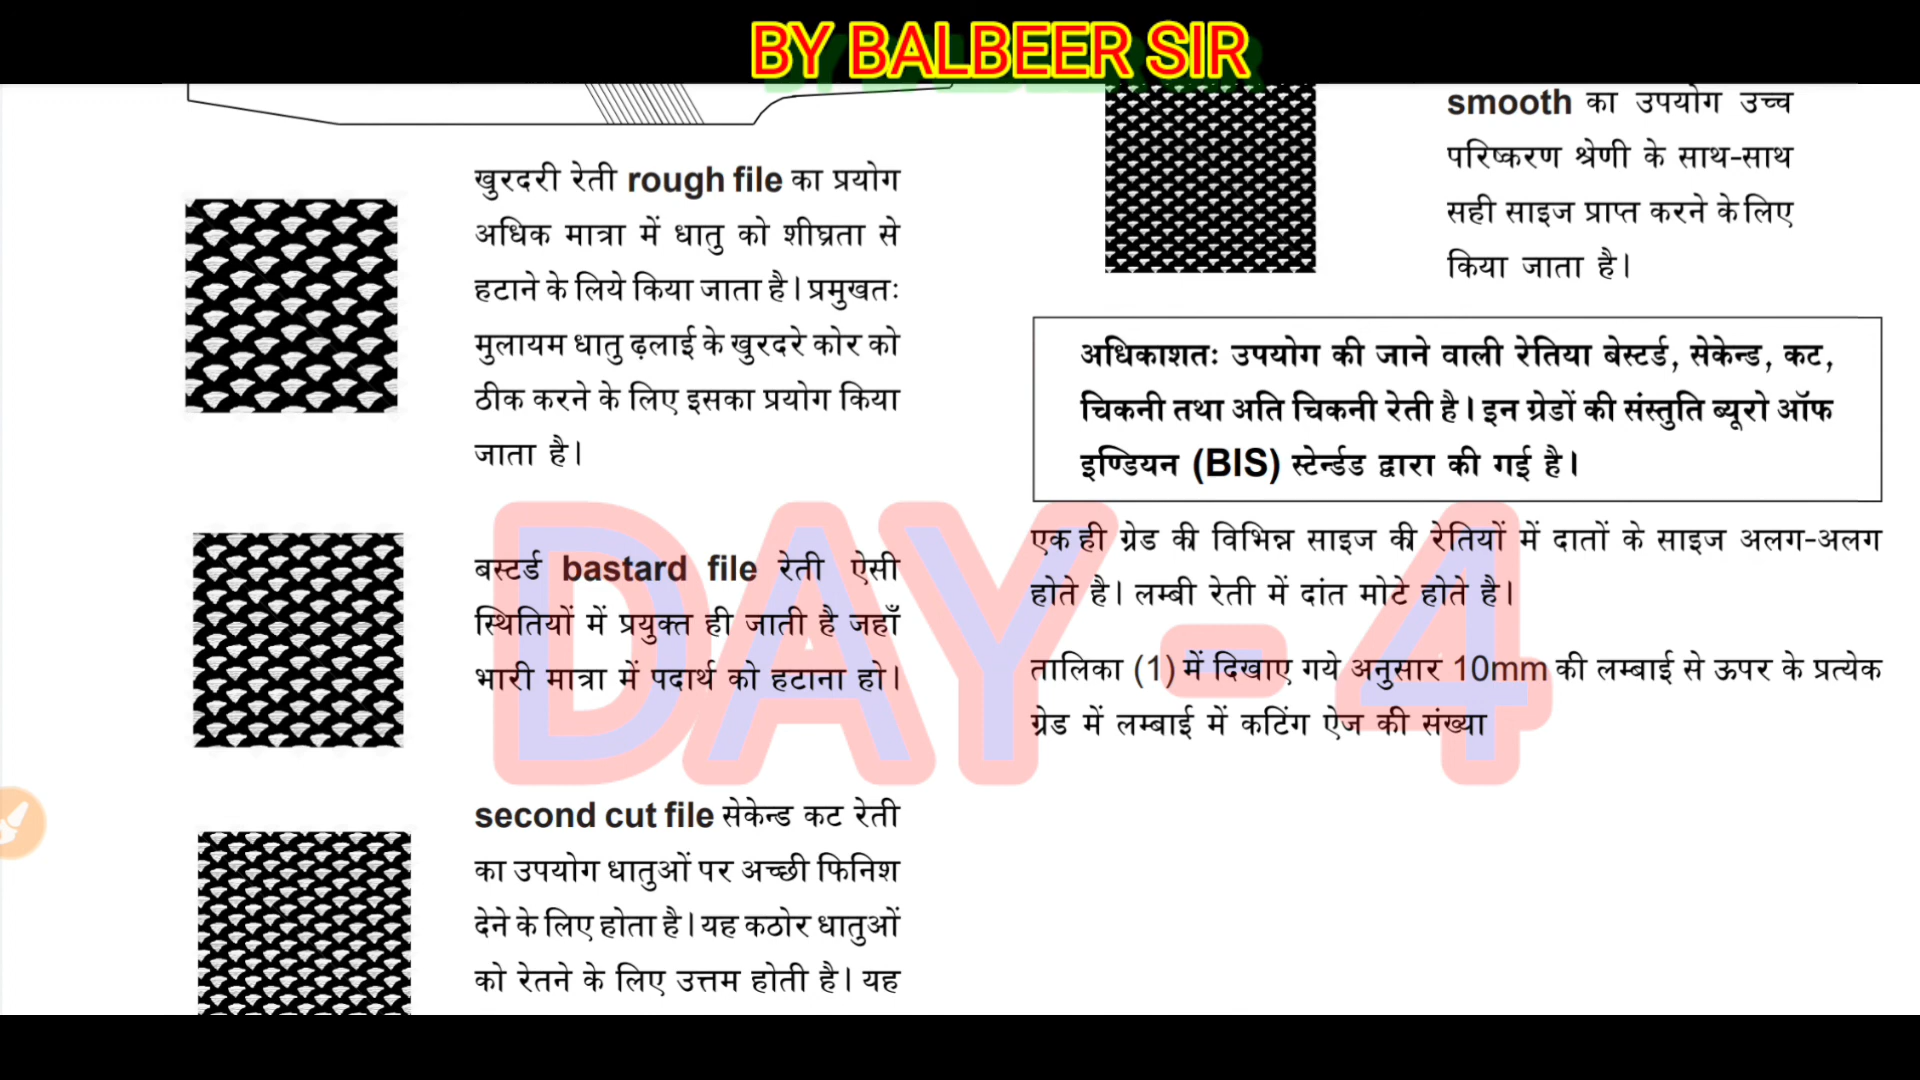 BY BALBEER SIR
खुरदरी रेती rough file का प्रयोग
अधिक मात्रा में धातु को शीघ्रता से
हटाने के लिये किया जाता है। प्रमुखतः
मुलायम धातु ढ़लाई के खुरदरे कोर को
ठीक करने के लिए इसका प्रयोग किया
जाता है।
बस्टर्ड bastard file रेती ऐसी
स्थितियों में प्रयुक्त ही जाती है जहाँ
भारी मात्रा में पदार्थ को हटाना हो।
second cut file सेकेन्ड कट रेती
का उपयोग धातुओं पर अच्छी फिनिश
देने के लिए होता है। यह कठोर धातुओं
को रेतने के लिए उत्तम होती है। यह
smooth का उपयोग उच्च
परिष्करण श्रेणी के साथ-साथ
सही साइज प्राप्त करने के लिए
किया जाता है।
अधिकाशतः उपयोग की जाने वाली रेतिया बेस्टर्ड, सेकेन्ड, कट,
चिकनी तथा अति चिकनी रेती है। इन ग्रेडों की संस्तुति ब्यूरो ऑफ
इण्डियन (BIS) स्टेर्न्डड द्वारा की गई है।
एक ही ग्रेड की विभिन्न साइज की रेतियों में दातों के साइज अलग-अलग
होते है। लम्बी रेती में दांत मोटे होते है।
तालिका (1) में दिखाए गये अनुसार 10mm की लम्बाई से ऊपर के प्रत्येक
ग्रेड में लम्बाई में कटिंग ऐज की संख्या
DAY - 4